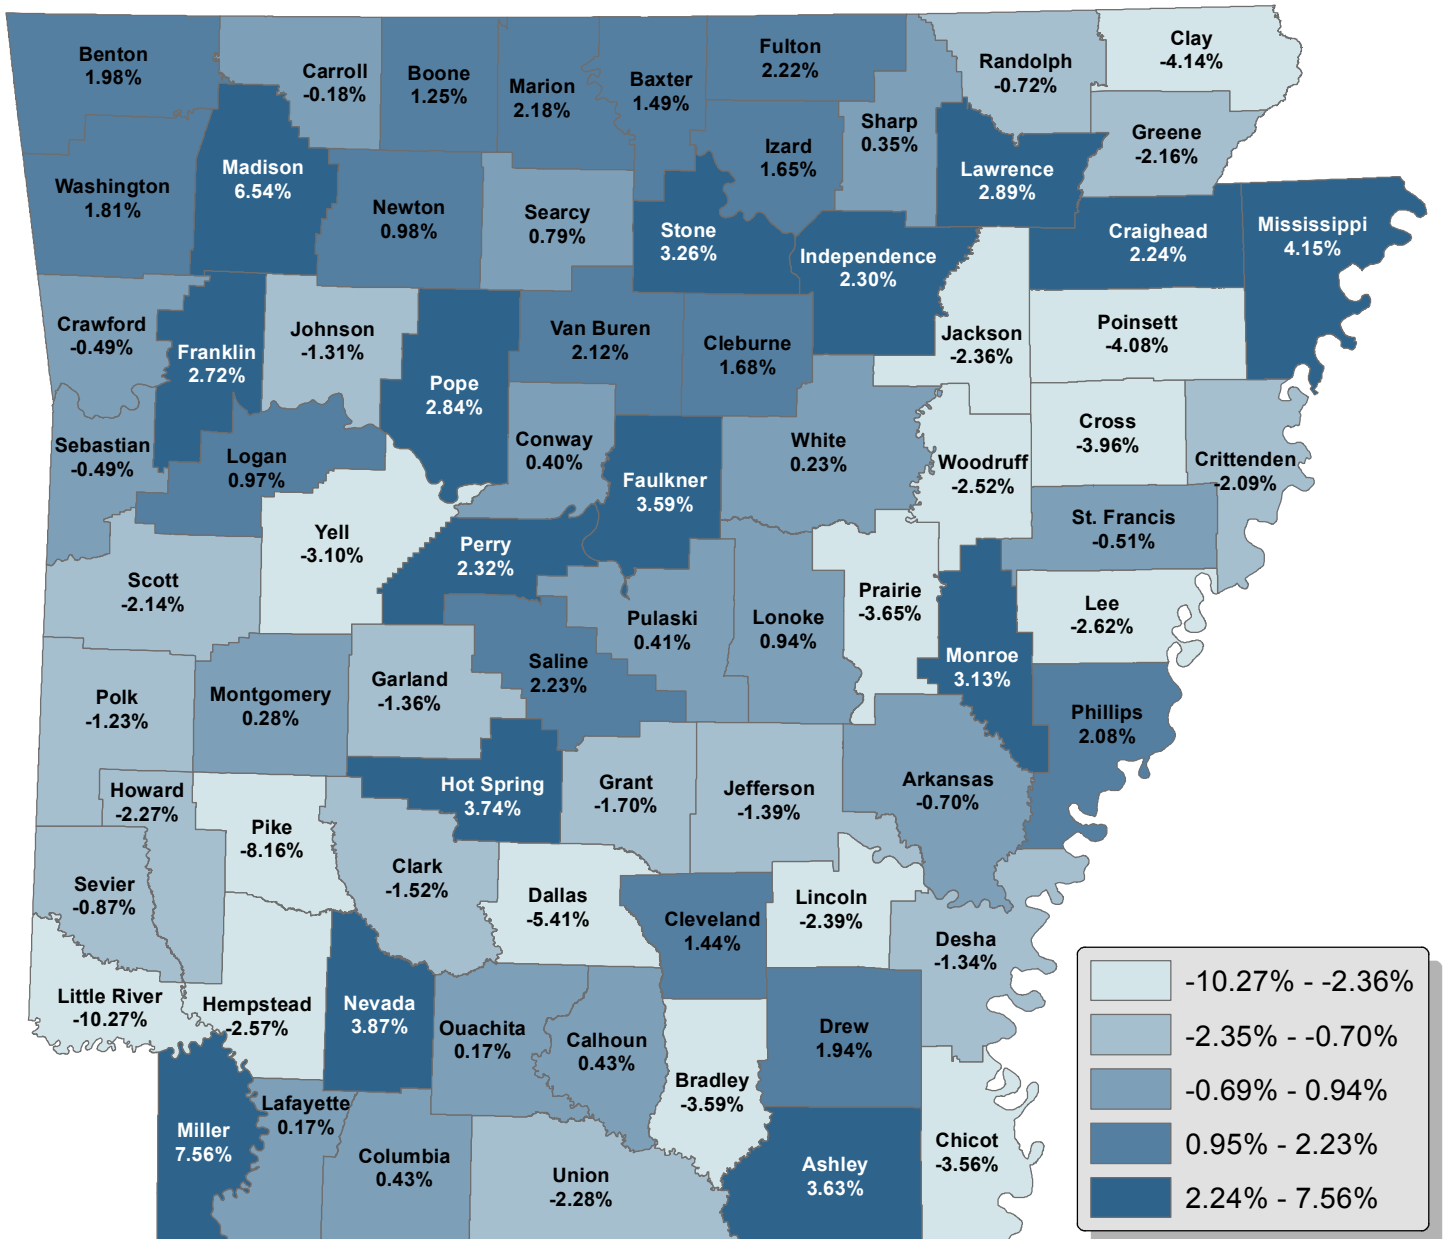 Benton
1.98%
Carroll
-0.18%
Boone
1.25%
Marion
2.18%
Baxter
1.49%
Fulton
2.22%
Randolph
-0.72%
Clay
-4.14%
Sharp
0.35%
Greene
-2.16%
Izard
1.65%
Lawrence
2.89%
Washington
1.81%
Madison
6.54%
Newton
0.98%
Searcy
0.79%
Stone
3.26%
Independence
2.30%
Craighead
2.24%
Mississippi
4.15%
Crawford
-0.49%
Franklin
2.72%
Johnson
-1.31%
Pope
2.84%
Van Buren
2.12%
Cleburne
1.68%
Jackson
-2.36%
Poinsett
-4.08%
Sebastian
-0.49%
Logan
0.97%
Conway
0.40%
Faulkner
3.59%
White
0.23%
Woodruff
-2.52%
Cross
-3.96%
Crittenden
-2.09%
Yell
-3.10%
Perry
2.32%
St. Francis
-0.51%
Scott
-2.14%
Pulaski
0.41%
Lonoke
0.94%
Prairie
-3.65%
Lee
-2.62%
Polk
-1.23%
Montgomery
0.28%
Garland
-1.36%
Saline
2.23%
Monroe
3.13%
Phillips
2.08%
Howard
-2.27%
Hot Spring
3.74%
Grant
-1.70%
Jefferson
-1.39%
Arkansas
-0.70%
Pike
-8.16%
Sevier
-0.87%
Clark
-1.52%
Dallas
-5.41%
Cleveland
1.44%
Lincoln
-2.39%
Desha
-1.34%
Little River
-10.27%
Hempstead
-2.57%
Nevada
3.87%
Ouachita
0.17%
Calhoun
0.43%
Bradley
-3.59%
Drew
1.94%
Miller
7.56%
Lafayette
0.17%
Columbia
0.43%
Union
-2.28%
Ashley
3.63%
Chicot
-3.56%
-10.27% - -2.36%
-2.35% - -0.70%
-0.69% - 0.94%
0.95% - 2.23%
2.24% - 7.56%